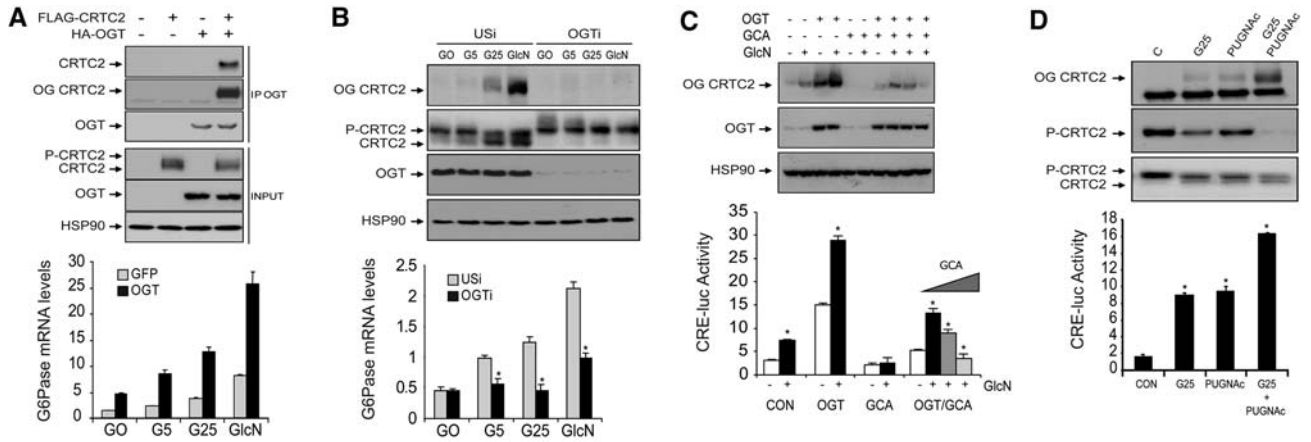 A
FLAG-CRTC2 - + - +
HA-OGT - - + +
CRTC2
OG CRTC2
OGT
IP OGT
P-CRTC2
CRTC2
OGT
HSP90
INPUT
G6Pase mRNA levels
30
25
20
15
10
5
0
GFP
OGT
GO G5 G25 GlcN
B
USi OGTi
GO G5 G25 GlcN GO G5 G25 GlcN
OG CRTC2
P-CRTC2
CRTC2
OGT
HSP90
G6Pase mRNA levels
2.5
2
1.5
1
0.5
0
USi
OGTi
* * *
GO G5 G25 GlcN
C
OGT - - + + - - + + + +
GCA - - - - + + + + + +
GlcN - + - + - + - + + +
OG CRTC2
OGT
HSP90
CRE-luc Activity
35
30
25
20
15
10
5
0
GCA
* * * * *
- + - + - + - + + + GlcN
CON OGT GCA OGT/GCA
D
C G25 PUGNAc G25 PUGNAc
OG CRTC2
P-CRTC2
P-CRTC2
CRTC2
CRE-luc Activity
18
16
14
12
10
8
6
4
2
0
* * *
CON G25 PUGNAc G25
+
PUGNAc